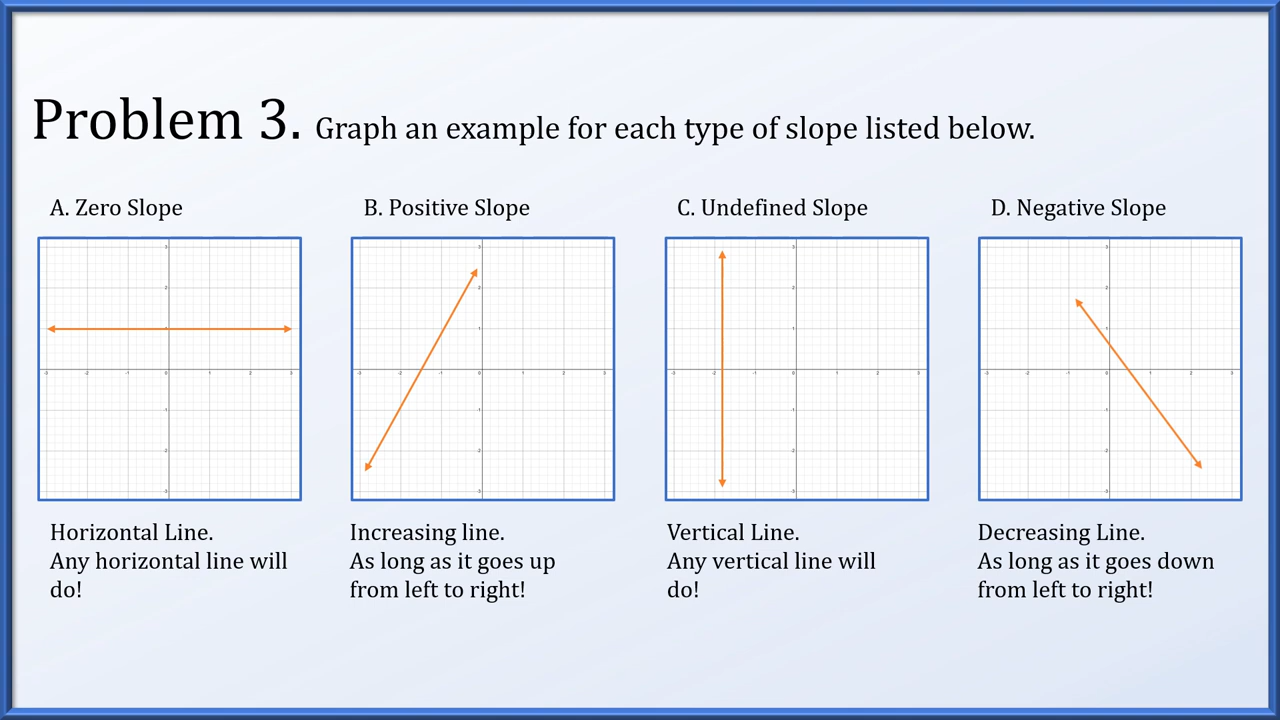 Problem 3. Graph an example for each type of slope listed below.
A. Zero Slope
B. Positive Slope
C. Undefined Slope
D. Negative Slope
Horizontal Line.
Any horizontal line will
do!
Increasing line.
As long as it goes up
from left to right!
Vertical Line.
Any vertical line will
do!
Decreasing Line.
As long as it goes down
from left to right!